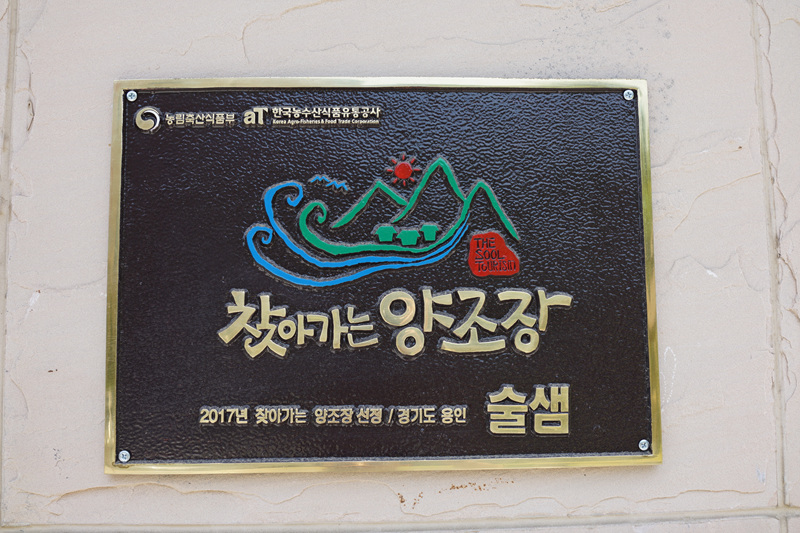 농림축산식품부 aT 한국농수산식품유통공사
Korea Agro-Fisheries & Food Trade Corporation
THE
SOOL
TOURISM
찾아가는 양조장
2017년 찾아가는 양조장 선정 / 경기도 용인 술샘